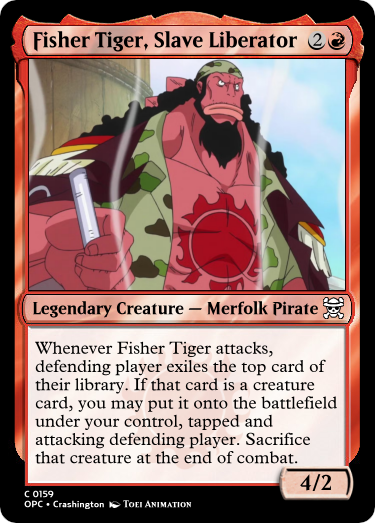 Fisher Tiger, Slave Liberator 2
Legendary Creature — Merfolk Pirate
Whenever Fisher Tiger attacks,
defending player exiles the top card of
their library. If that card is a creature
card, you may put it onto the battlefield
under your control, tapped and
attacking defending player. Sacrifice
that creature at the end of combat.
4/2
C 0159
OPC • Crashington Toei Animation